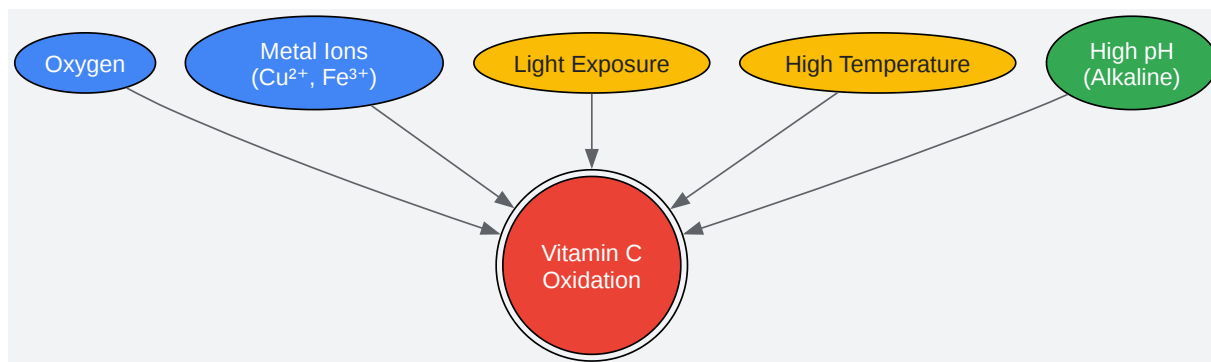 Oxygen
Metal Ions
(Cu²⁺, Fe³⁺)
Light Exposure
High Temperature
High pH
(Alkaline)
Vitamin C
Oxidation